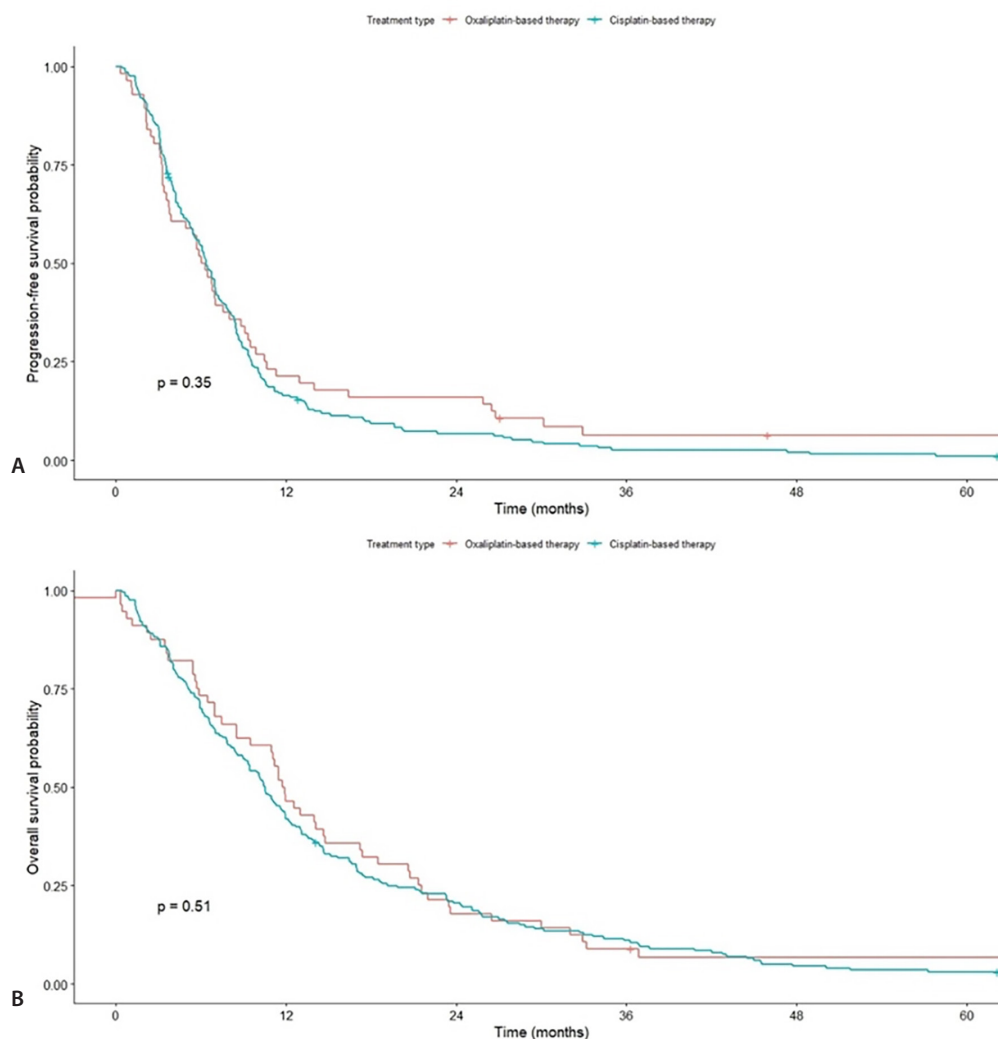 Treatment type Oxaliplatin-based therapy Cisplatin-based therapy
1.00
0.75
0.50
0.25
0.00
Progression-free survival probability
p = 0.35
A
0 12 24 36 48 60
Time (months)
Treatment type Oxaliplatin-based therapy Cisplatin-based therapy
1.00
0.75
0.50
0.25
0.00
Overall survival probability
p = 0.51
B
0 12 24 36 48 60
Time (months)